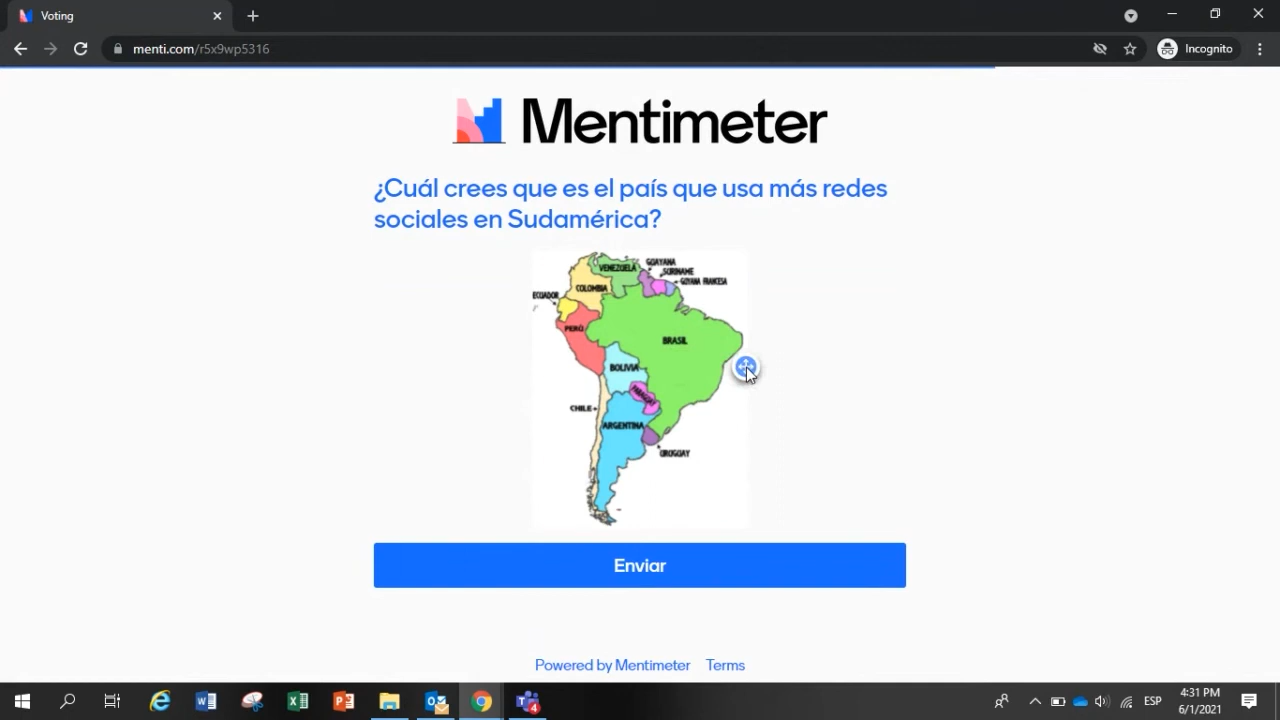 Voting
menti.com/r5x9wp5316
Incognito
Mentimeter
¿Cuál crees que es el país que usa más redes
sociales en Sudamérica?
VENEZUELA
GUAYANA
SURINAME
GUYANA FRANCESA
COLOMBIA
ECUADOR
PERÚ
BRASIL
BOLIVIA
PARAGUAY
CHILE
ARGENTINA
URUGUAY
Enviar
Powered by Mentimeter Terms
4
ESP
4:31 PM
6/1/2021